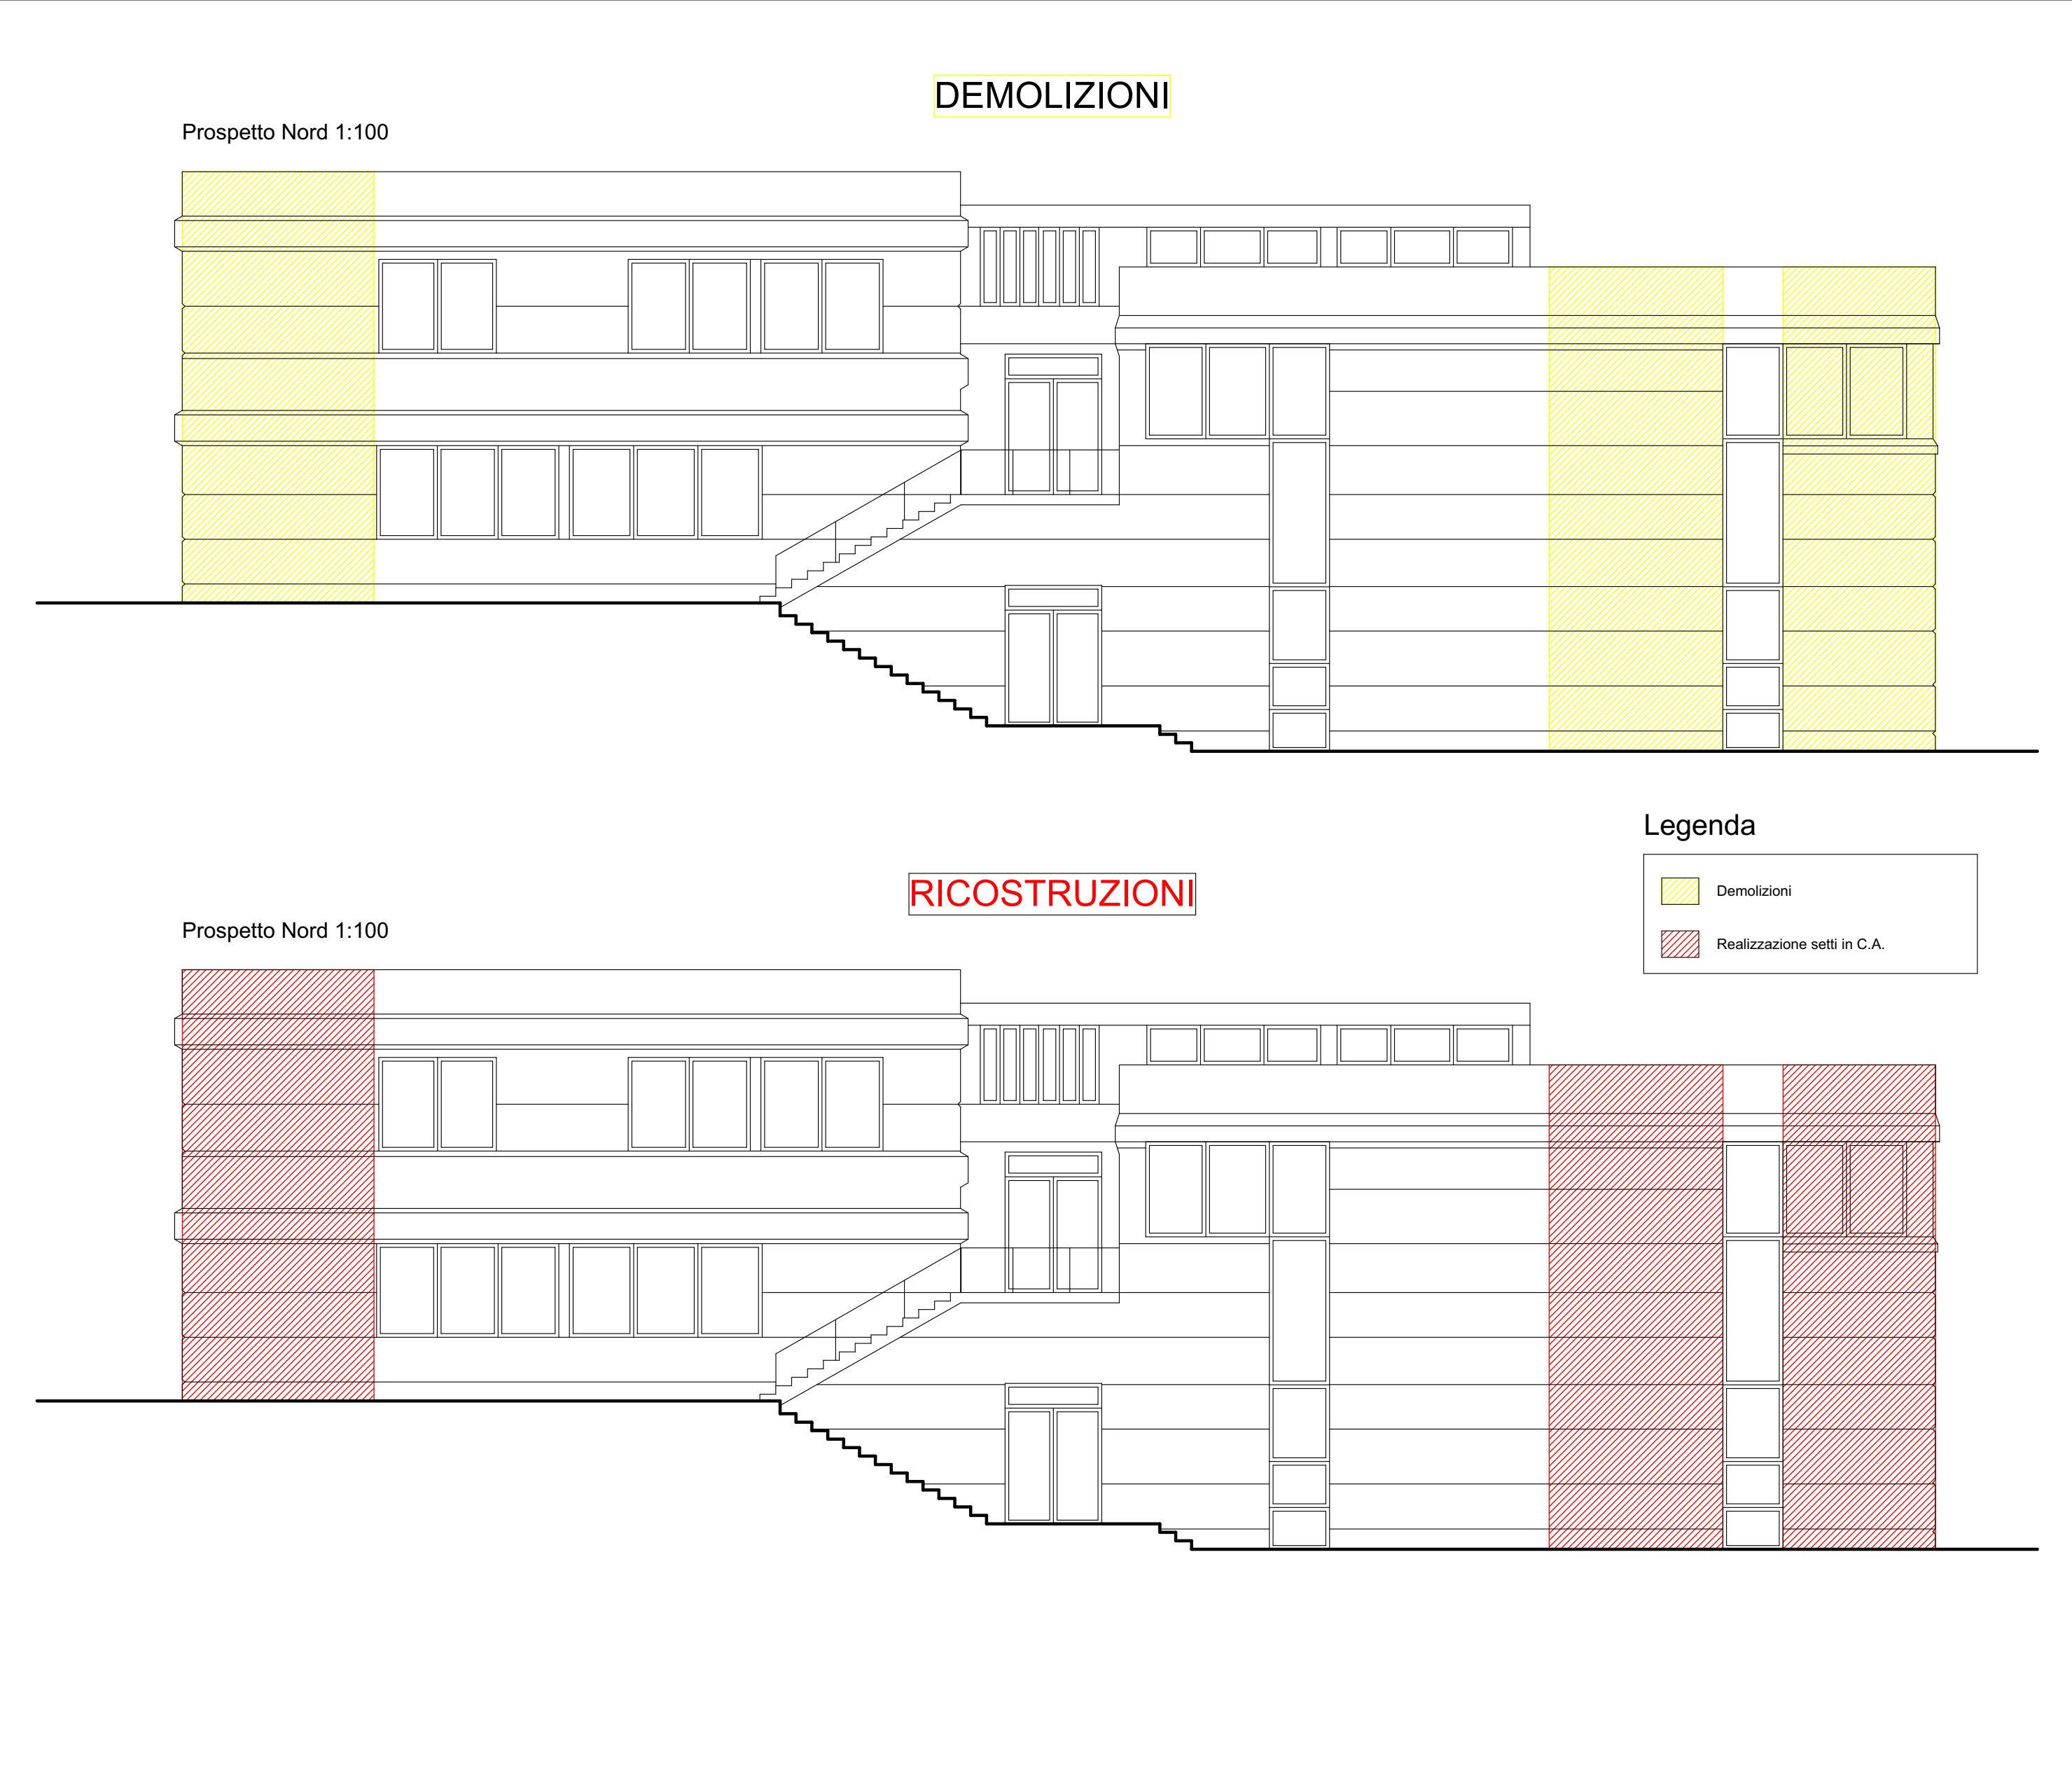 DEMOLIZIONI
Prospetto Nord 1:100
Legenda
Demolizioni
Realizzazione setti in C.A.
RICOSTRUZIONI
Prospetto Nord 1:100